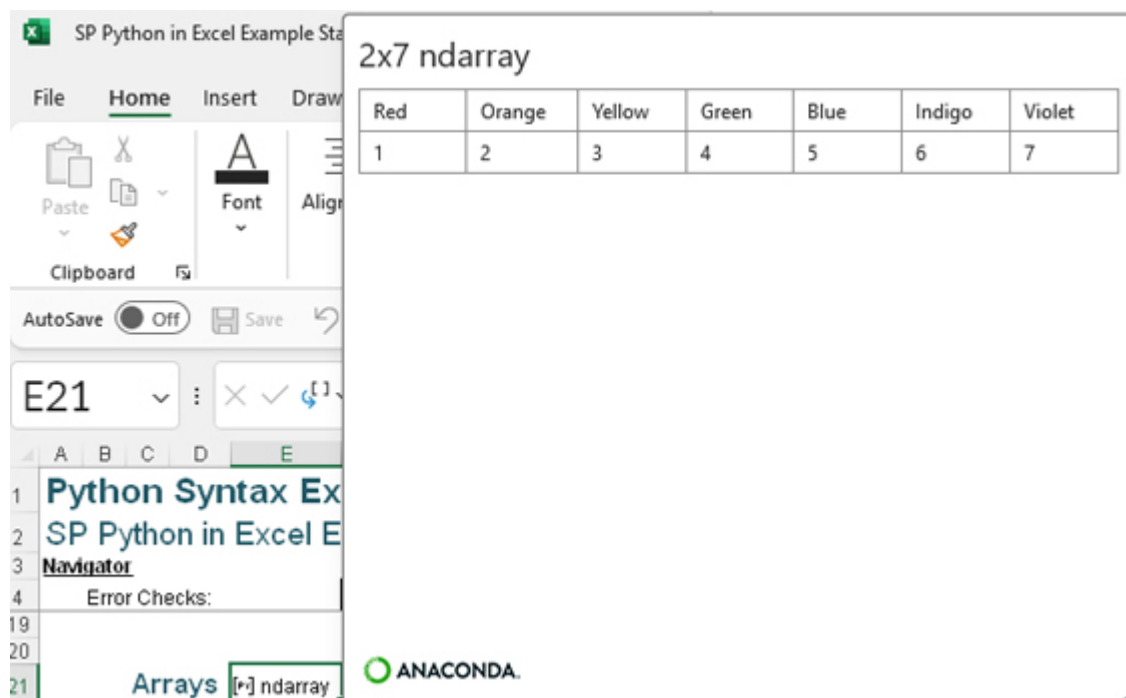 SP Python in Excel Example Sta
File Home Insert Draw
Paste
Font
Align
Clipboard
AutoSave Off Save
E21
A B C D E
1 Python Syntax Ex
2 SP Python in Excel E
3 Navigator
4 Error Checks:
19
20
21 Arrays ndarray
2x7 ndarray
Red Orange Yellow Green Blue Indigo Violet
1 2 3 4 5 6 7
ANACONDA.